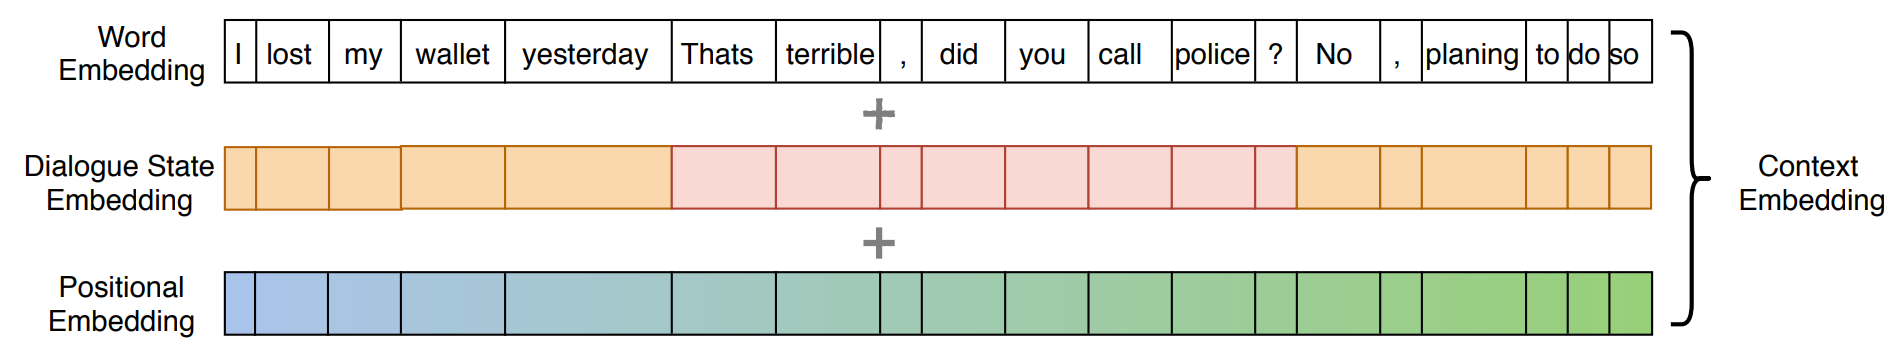 Word
Embedding
I lost my wallet yesterday Thats terrible , did you call police ? No , planing to do so
+
Dialogue State
Embedding
+
Positional
Embedding
Context
Embedding